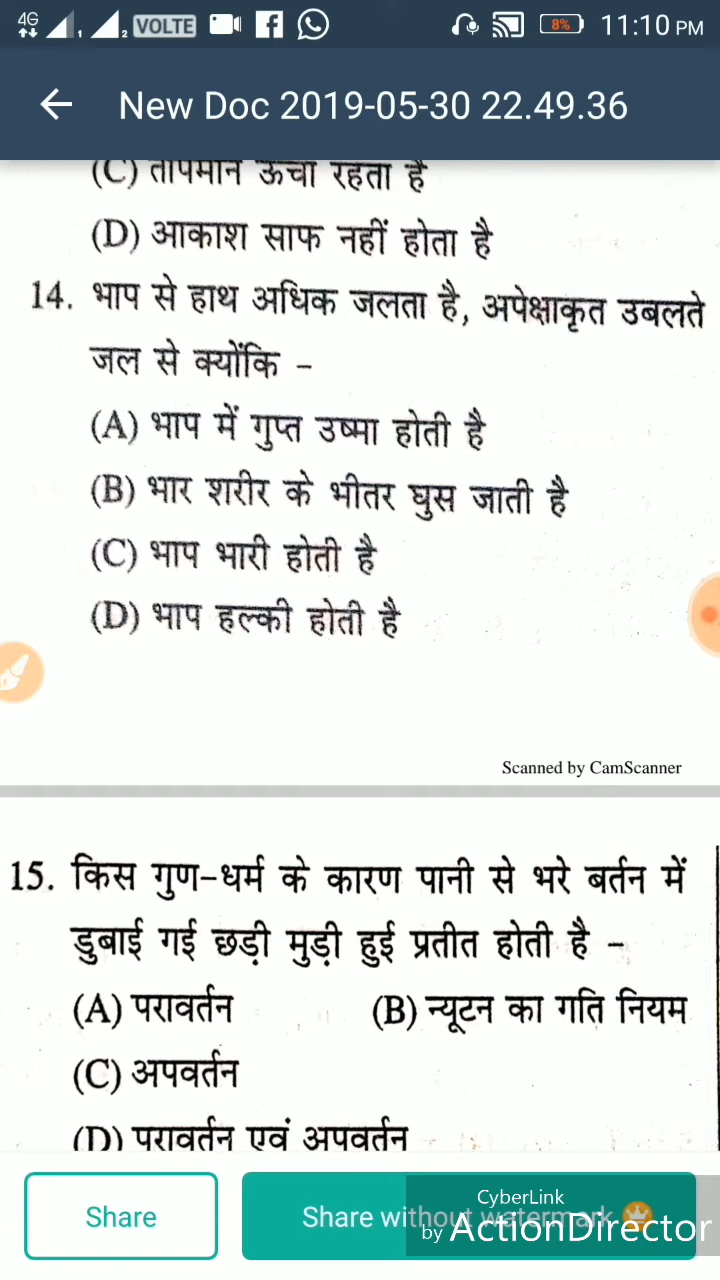 4G 1 2 VOLTE 8% 11:10 PM
New Doc 2019-05-30 22.49.36
(C) तापमान ऊंचा रहता है
(D) आकाश साफ नहीं होता है
14. भाप से हाथ अधिक जलता है, अपेक्षाकृत उबलते
जल से क्योंकि –
(A) भाप में गुप्त उष्मा होती है
(B) भार शरीर के भीतर घुस जाती है
(C) भाप भारी होती है
(D) भाप हल्की होती है
Scanned by CamScanner
15. किस गुण-धर्म के कारण पानी से भरे बर्तन में
डुबाई गई छड़ी मुड़ी हुई प्रतीत होती है –
(A) परावर्तन (B) न्यूटन का गति नियम
(C) अपवर्तन
(D) परावर्तन एवं अपवर्तन
Share Share without watermark
CyberLink
by ActionDirector